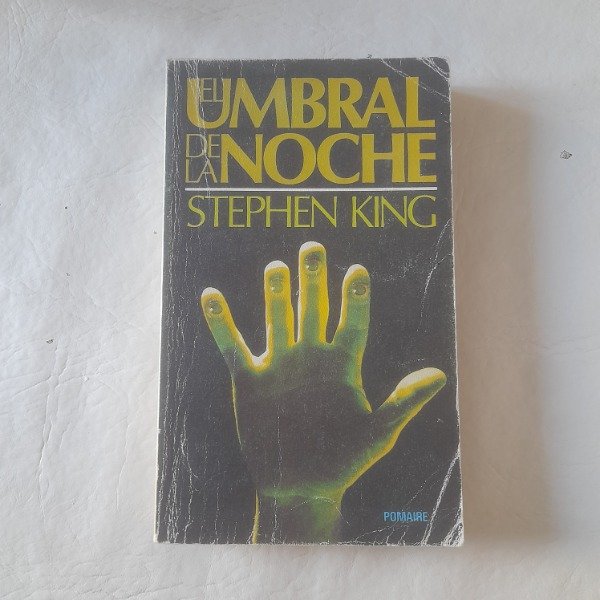 EL
UMBRAL
DE
LA NOCHE
STEPHEN KING
POMAIRE